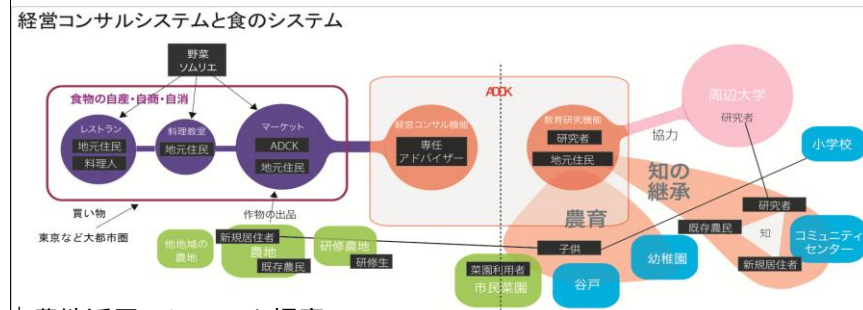 経営コンサルシステムと食のシステム
野菜
ソムリエ
食物の自産・自商・自消
レストラン
地元住民
料理人
料理教室
地元住民
マーケット
ADCK
地元住民
買い物
東京など大都市圏
作物の出品
他地域の
農地
新規居住者
農地
既存農民
研修農地
研修生
ADCK
経営コンサル機能
専任
アドバイザー
教育研究機能
研究者
地元住民
周辺大学
研究者
協力
小学校
知の
継承
農育
研究者
既存農民
知
新規居住者
コミュニティ
センター
子供
幼稚園
菜園利用者
市民菜園
谷戸